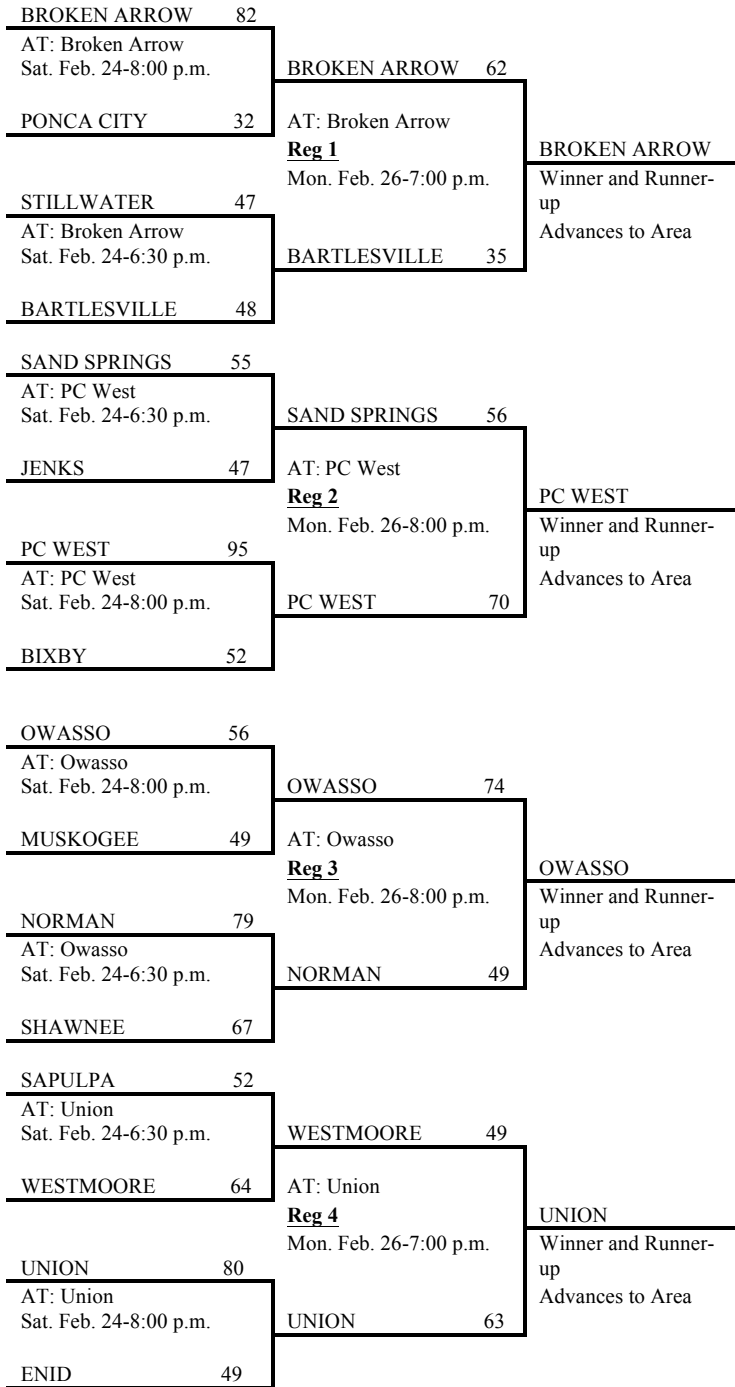 BROKEN ARROW 82
AT: Broken Arrow
Sat. Feb. 24-8:00 p.m.
BROKEN ARROW 62
PONCA CITY 32
AT: Broken Arrow
Reg 1
BROKEN ARROW
Mon. Feb. 26-7:00 p.m.
Winner and Runner-
up
Advances to Area
STILLWATER 47
AT: Broken Arrow
Sat. Feb. 24-6:30 p.m.
BARTLESVILLE 35
BARTLESVILLE 48
SAND SPRINGS 55
AT: PC West
Sat. Feb. 24-6:30 p.m.
SAND SPRINGS 56
JENKS 47
AT: PC West
Reg 2
PC WEST
Mon. Feb. 26-8:00 p.m.
Winner and Runner-
up
Advances to Area
PC WEST 95
AT: PC West
Sat. Feb. 24-8:00 p.m.
PC WEST 70
BIXBY 52
OWASSO 56
AT: Owasso
Sat. Feb. 24-8:00 p.m.
OWASSO 74
MUSKOGEE 49
AT: Owasso
Reg 3
OWASSO
Mon. Feb. 26-8:00 p.m.
Winner and Runner-
up
Advances to Area
NORMAN 79
AT: Owasso
Sat. Feb. 24-6:30 p.m.
NORMAN 49
SHAWNEE 67
SAPULPA 52
AT: Union
Sat. Feb. 24-6:30 p.m.
WESTMOORE 49
WESTMOORE 64
AT: Union
Reg 4
UNION
Mon. Feb. 26-7:00 p.m.
Winner and Runner-
up
Advances to Area
UNION 80
AT: Union
Sat. Feb. 24-8:00 p.m.
UNION 63
ENID 49